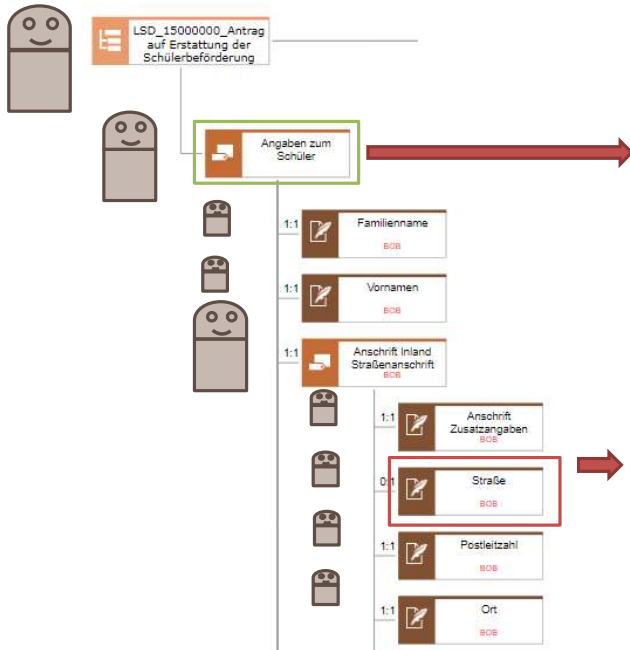 LSD_15000000_Antrag
auf Erstattung der
Schülerbeförderung
Angaben zum
Schüler
1:1
Familienname
BOB
1:1
Vornamen
BOB
1:1
Anschrift Inland
Straßenanschrift
BOB
1:1
Anschrift
Zusatzangaben
BOB
0:1
Straße
BOB
1:1
Postleitzahl
BOB
1:1
Ort
BOB